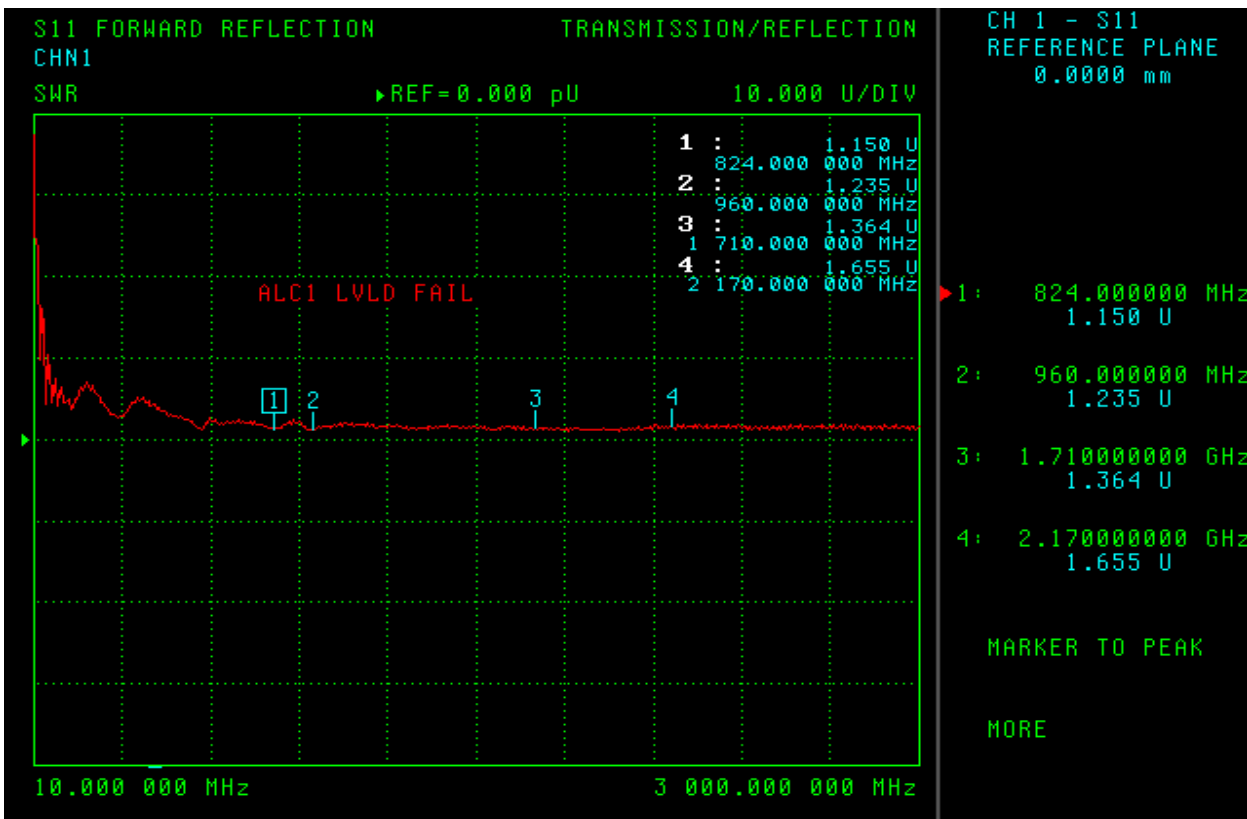 S11 FORWARD REFLECTION TRANSMISSION/REFLECTION
CHN1
SWR ▶REF=0.000 pU 10.000 U/DIV
1 : 1.150 U
824.000 000 MHz
2 : 1.235 U
960.000 000 MHz
3 : 1.364 U
1 710.000 000 MHz
4 : 1.655 U
2 170.000 000 MHz
ALC1 LVLD FAIL
1 2 3 4
10.000 000 MHz 3 000.000 000 MHz
CH 1 - S11
REFERENCE PLANE
0.0000 mm
1: 824.000000 MHz
1.150 U
2: 960.000000 MHz
1.235 U
3: 1.710000000 GHz
1.364 U
4: 2.170000000 GHz
1.655 U
MARKER TO PEAK
MORE